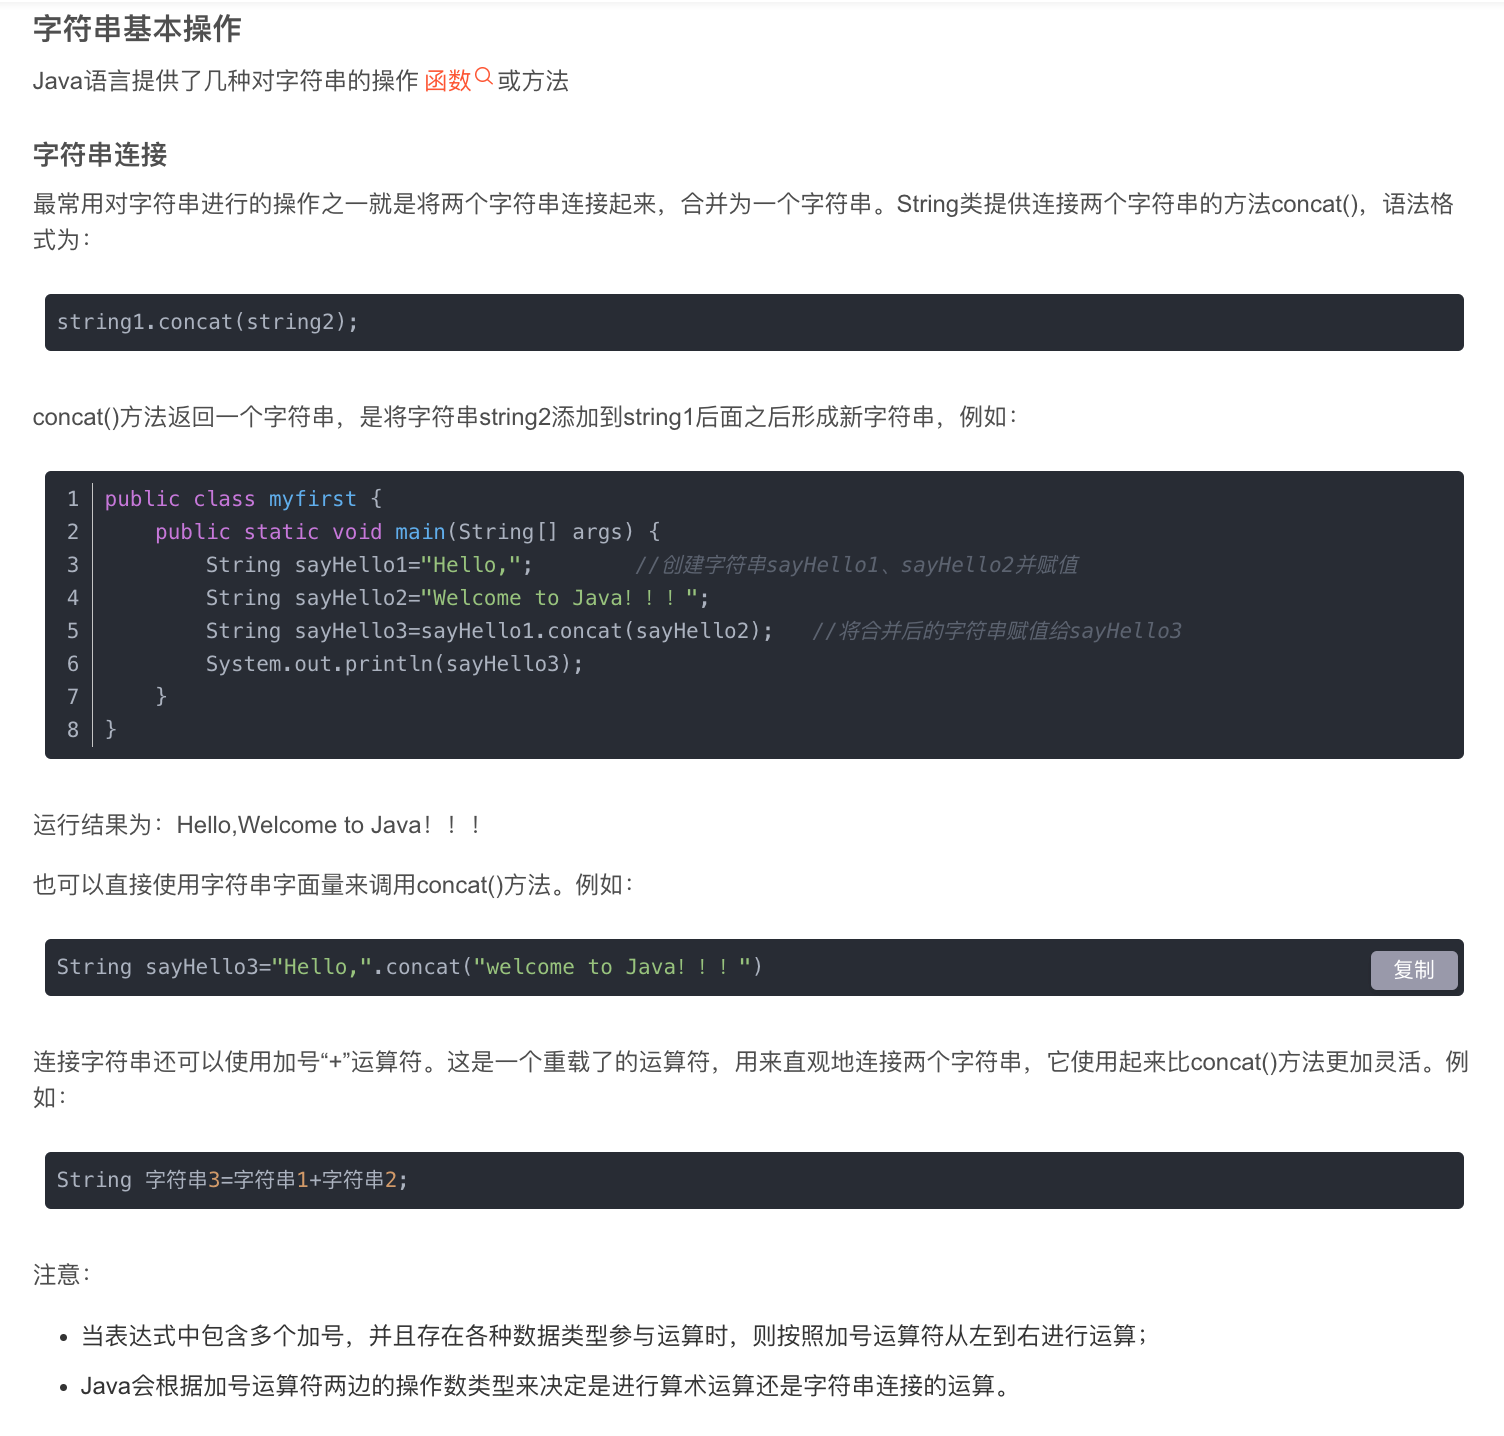 字符串基本操作
Java语言提供了几种对字符串的操作 函数 或方法
字符串连接
最常用对字符串进行的操作之一就是将两个字符串连接起来，合并为一个字符串。String类提供连接两个字符串的方法concat()，语法格
式为：
string1.concat(string2);
concat()方法返回一个字符串，是将字符串string2添加到string1后面之后形成新字符串，例如：
1 public class myfirst {
2     public static void main(String[] args) {
3         String sayHello1="Hello,";        //创建字符串sayHello1、sayHello2并赋值
4         String sayHello2="Welcome to Java！！！";
5         String sayHello3=sayHello1.concat(sayHello2);   //将合并后的字符串赋值给sayHello3
6         System.out.println(sayHello3);
7     }
8 }
运行结果为：Hello,Welcome to Java！！！
也可以直接使用字符串字面量来调用concat()方法。例如：
String sayHello3="Hello,".concat("welcome to Java！！！")
复制
连接字符串还可以使用加号“+”运算符。这是一个重载了的运算符，用来直观地连接两个字符串，它使用起来比concat()方法更加灵活。例
如：
String 字符串3=字符串1+字符串2;
注意：
• 当表达式中包含多个加号，并且存在各种数据类型参与运算时，则按照加号运算符从左到右进行运算；
• Java会根据加号运算符两边的操作数类型来决定是进行算术运算还是字符串连接的运算。